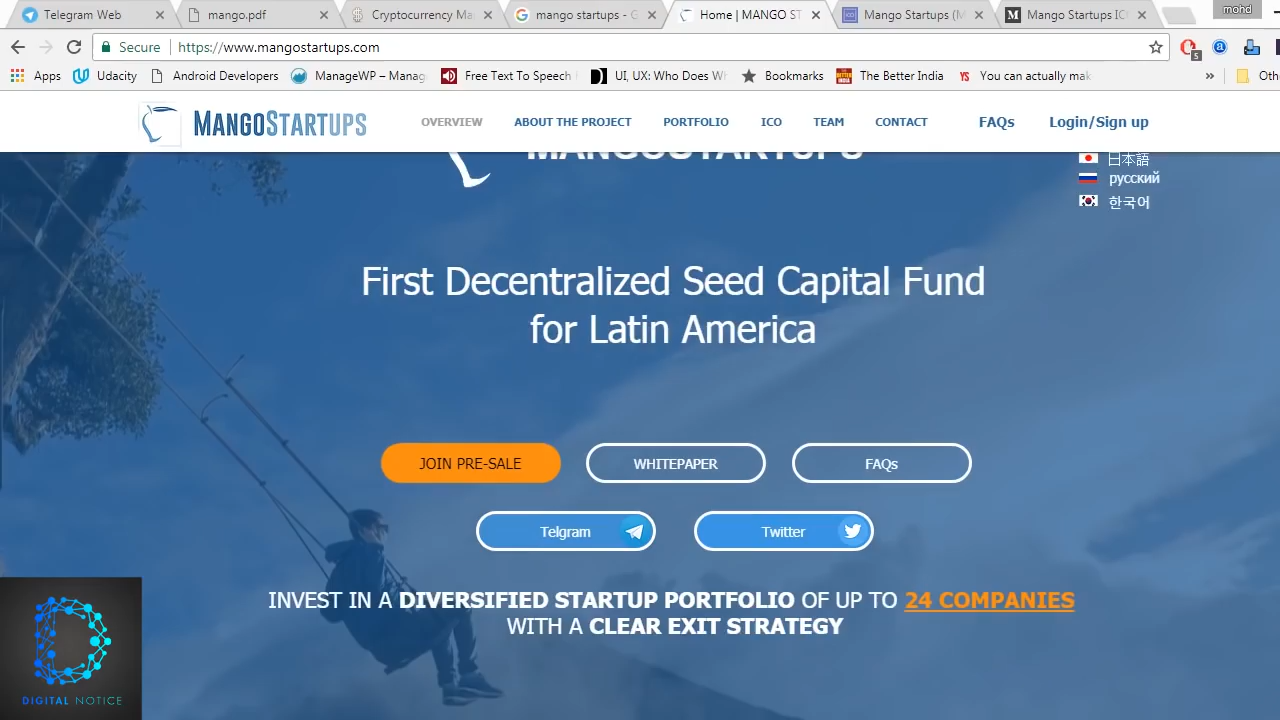 Telegram Web
mango.pdf
Cryptocurrency Ma
mango startups - G
Home | MANGO ST
Mango Startups (M
Mango Startups IC
mohd
Secure
https://www.mangostartups.com
5
Apps
Udacity
Android Developers
ManageWP – Manag
Free Text To Speech
UI, UX: Who Does W
Bookmarks
The Better India
YS You can actually mak
»
Oth
MANGOSTARTUPS
OVERVIEW
ABOUT THE PROJECT
PORTFOLIO
ICO
TEAM
CONTACT
FAQs
Login/Sign up
MANGOSTARTUPS
日本語
русский
한국어
First Decentralized Seed Capital Fund
for Latin America
JOIN PRE-SALE
WHITEPAPER
FAQs
Telgram
Twitter
INVEST IN A DIVERSIFIED STARTUP PORTFOLIO OF UP TO 24 COMPANIES
WITH A CLEAR EXIT STRATEGY
DIGITAL NOTICE